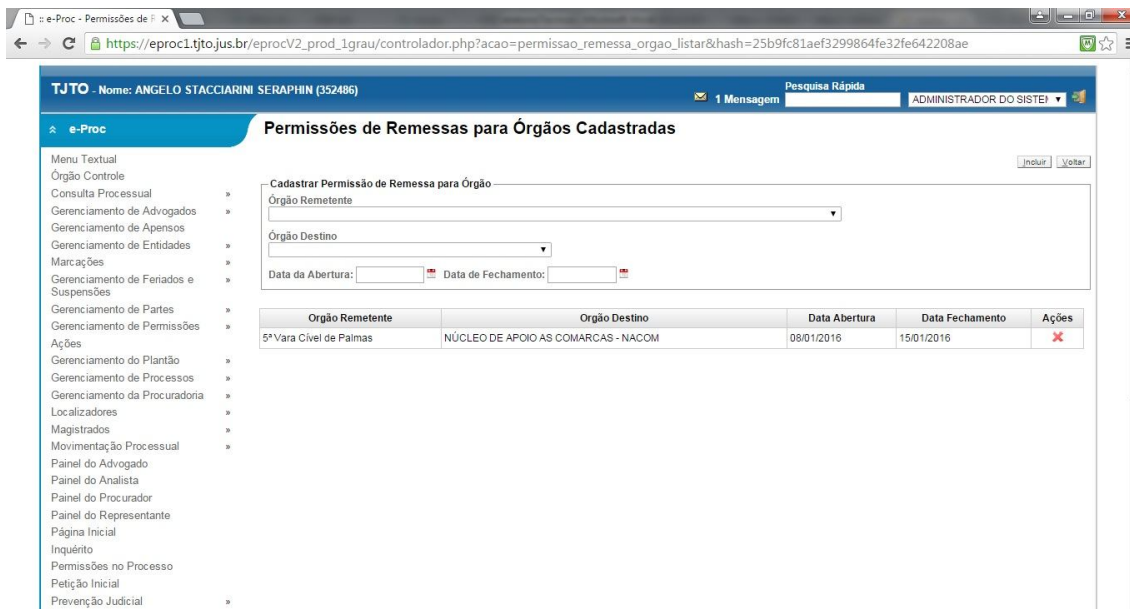 :: e-Proc - Permissões de F
https://eproc1.tjto.jus.br/eprocV2_prod_1grau/controlador.php?acao=permissao_remessa_orgao_listar&hash=25b9fc81aef3299864fe32fe642208ae
TJTO - Nome: ANGELO STACCIARINI SERAPHIN (352486)
1 Mensagem
Pesquisa Rápida
ADMINISTRADOR DO SISTEM
e-Proc
Permissões de Remessas para Órgãos Cadastradas
Incluir
Voltar
Menu Textual
Órgão Controle
Consulta Processual »
Gerenciamento de Advogados »
Gerenciamento de Apensos
Gerenciamento de Entidades »
Marcações »
Gerenciamento de Feriados e »
Suspensões
Gerenciamento de Partes »
Gerenciamento de Permissões »
Ações
Gerenciamento do Plantão »
Gerenciamento de Processos »
Gerenciamento da Procuradoria »
Localizadores »
Magistrados »
Movimentação Processual »
Painel do Advogado
Painel do Analista
Painel do Procurador
Painel do Representante
Página Inicial
Inquérito
Permissões no Processo
Petição Inicial
Prevenção Judicial »
Cadastrar Permissão de Remessa para Órgão
Órgão Remetente
Órgão Destino
Data da Abertura: Data de Fechamento:
Orgão Remetente Orgão Destino Data Abertura Data Fechamento Ações
5ª Vara Cível de Palmas NÚCLEO DE APOIO AS COMARCAS - NACOM 08/01/2016 15/01/2016